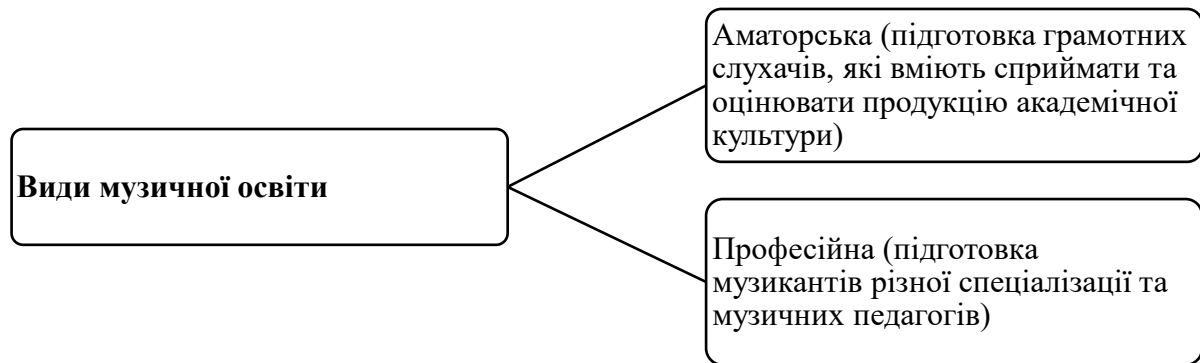 Види музичної освіти
Аматорська (підготовка грамотних
слухачів, які вміють сприймати та
оцінювати продукцію академічної
культури)
Професійна (підготовка
музикантів різної спеціалізації та
музичних педагогів)